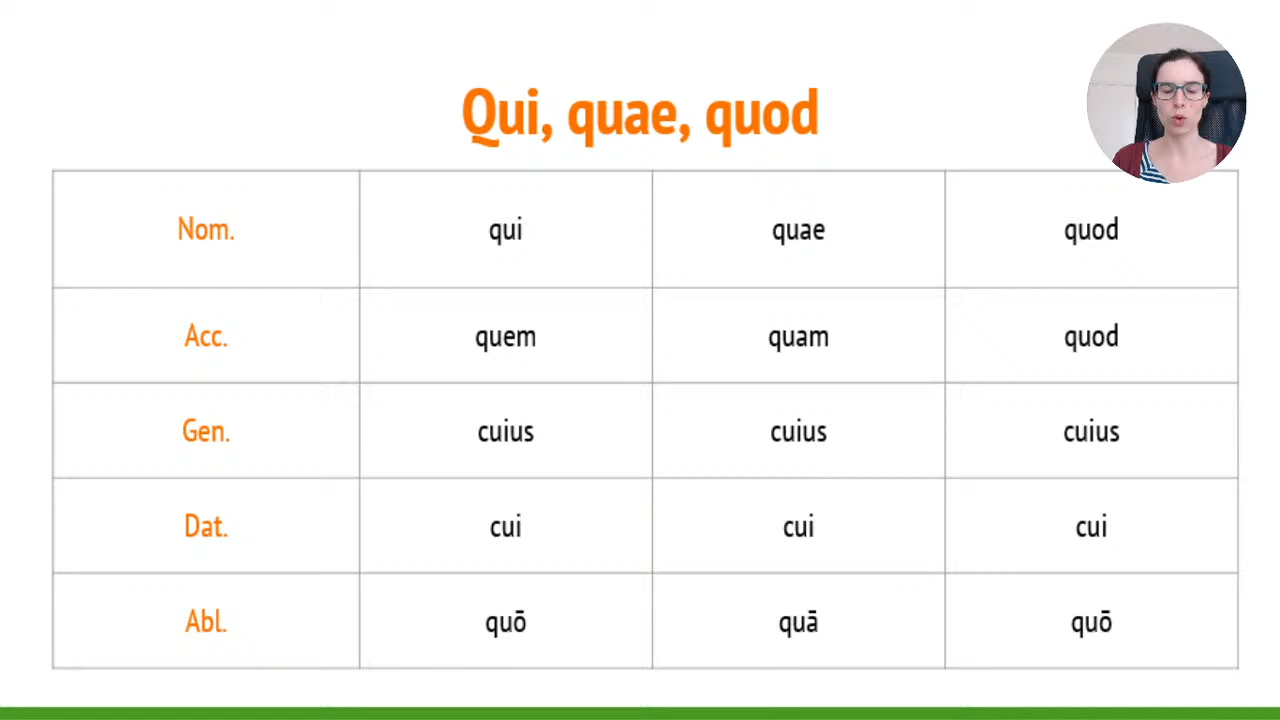 Qui, quae, quod
Nom. qui quae quod
Acc. quem quam quod
Gen. cuius cuius cuius
Dat. cui cui cui
Abl. quō quā quō